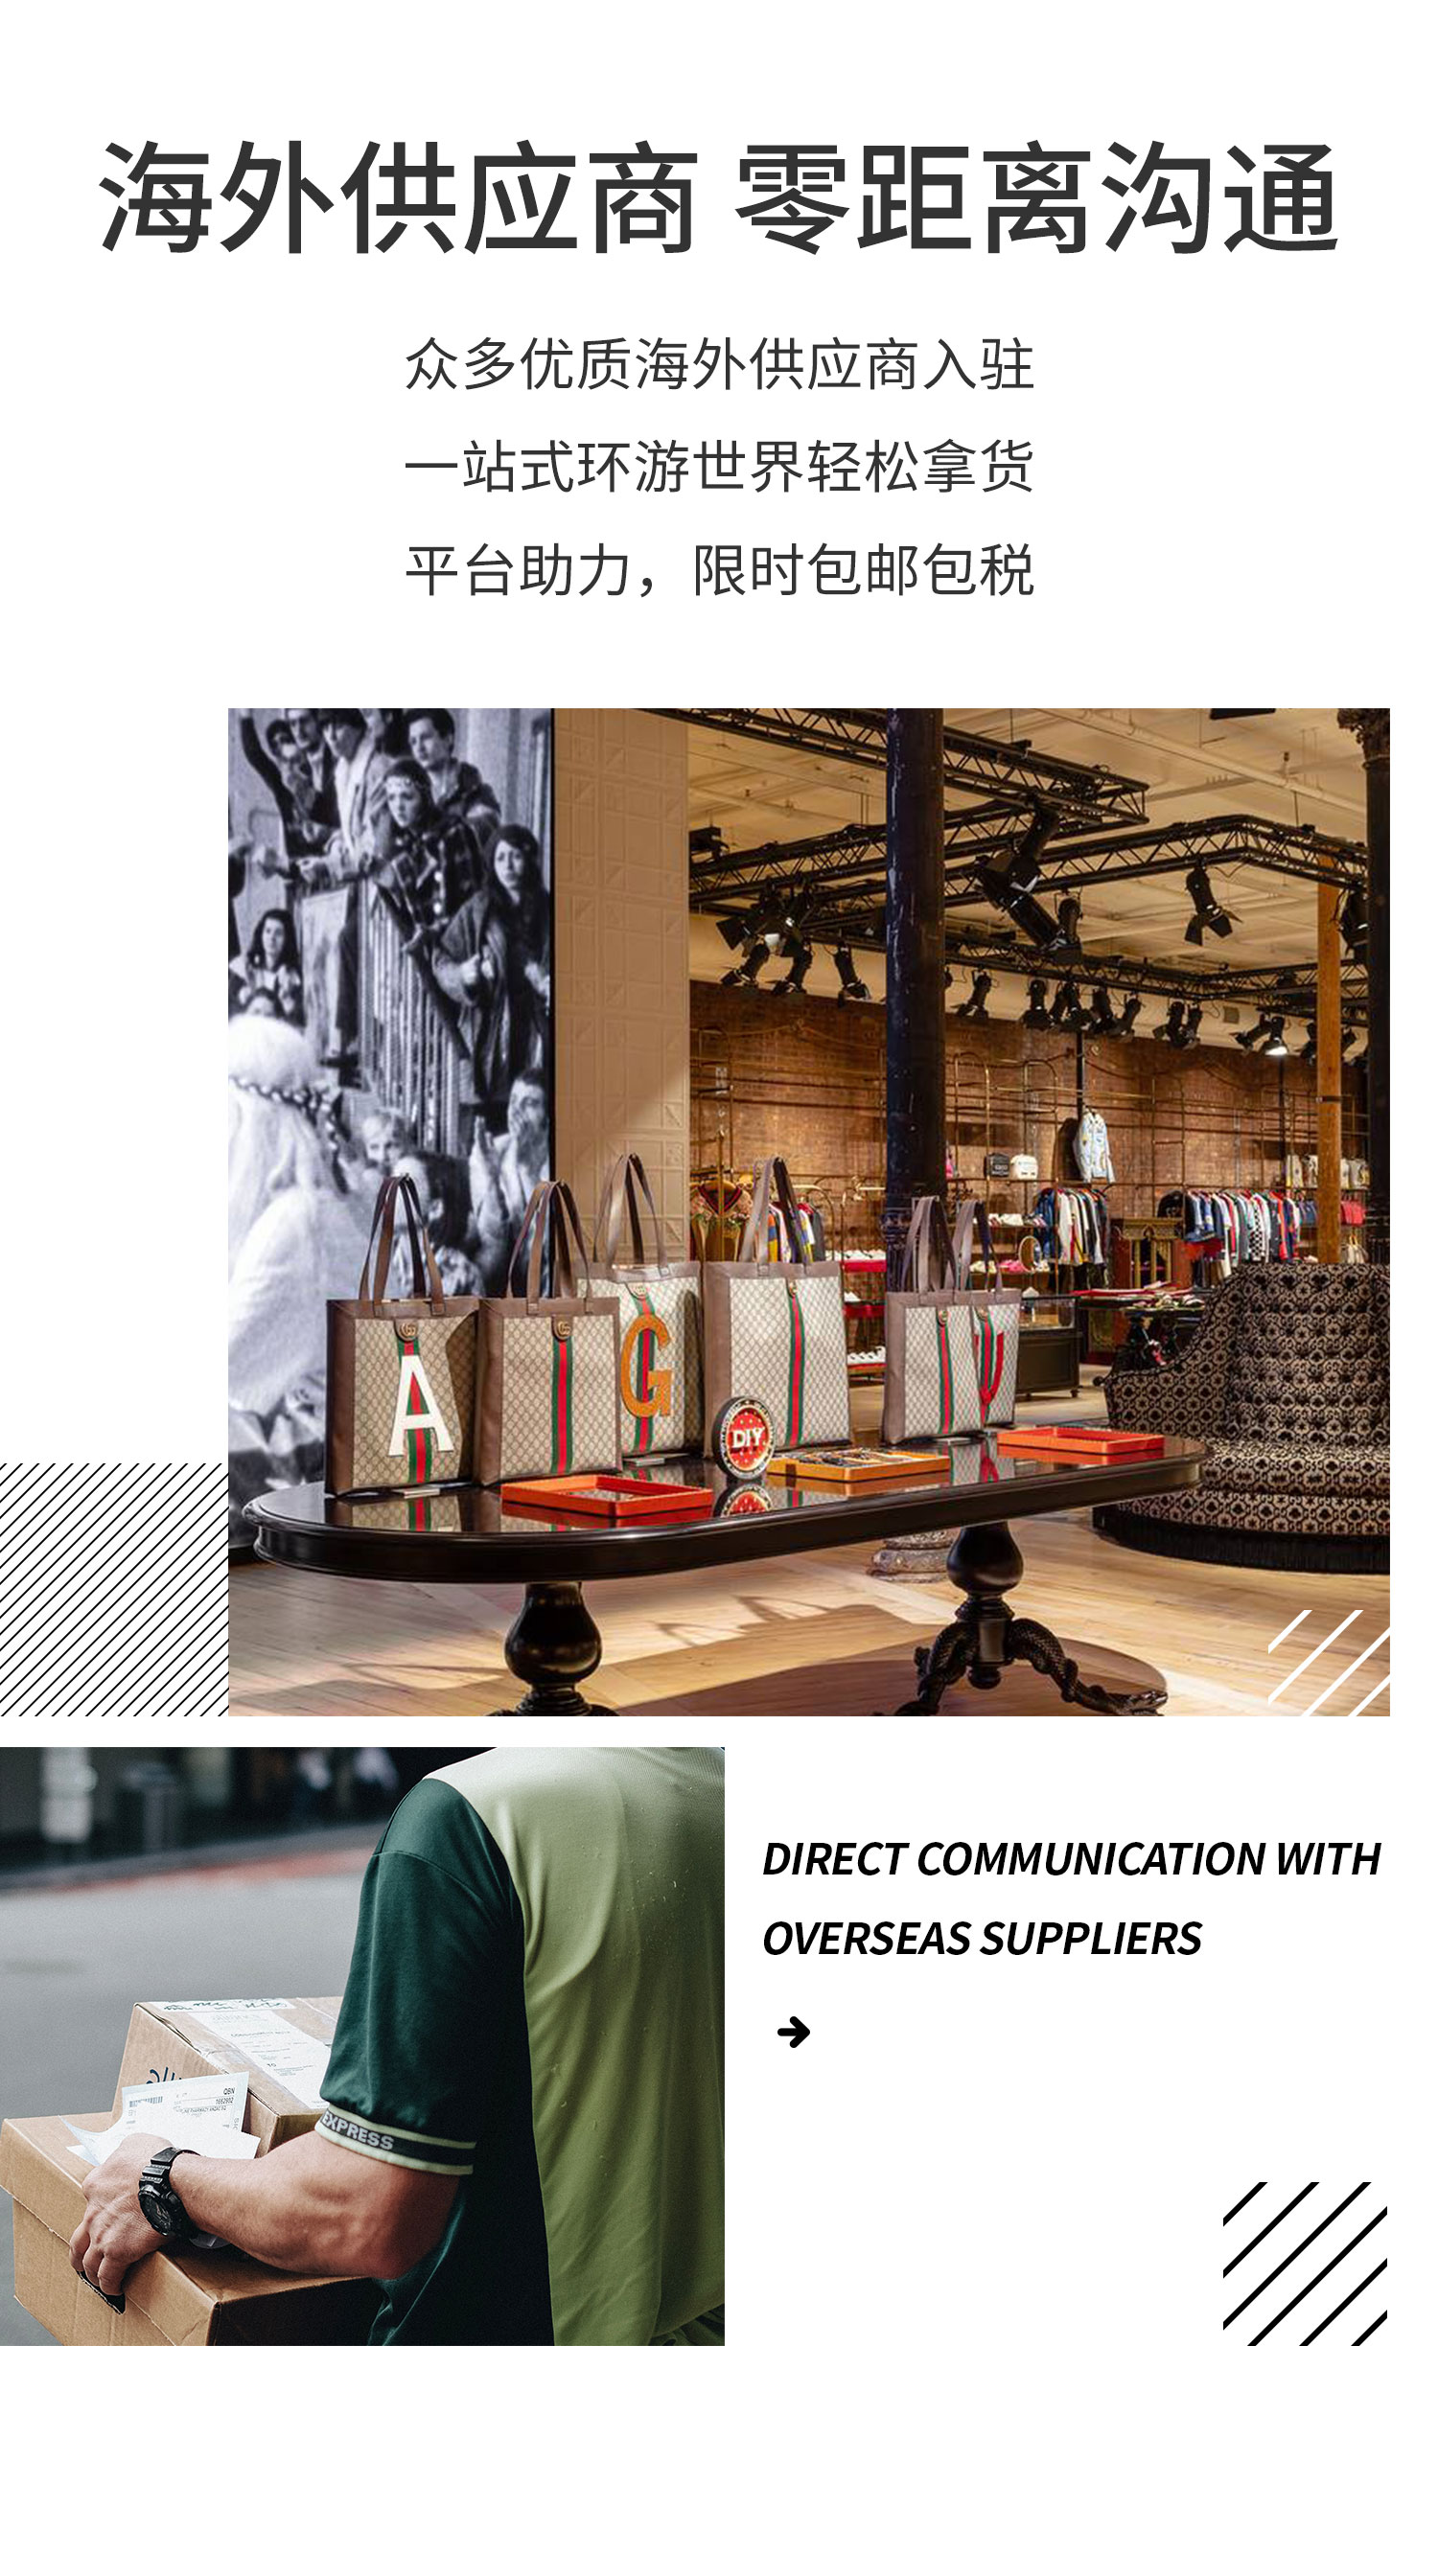 海外供应商 零距离沟通
众多优质海外供应商入驻
一站式环游世界轻松拿货
平台助力，限时包邮包税
A
G
DIY
y
DIRECT COMMUNICATION WITH
OVERSEAS SUPPLIERS
QBN
EXPRESS